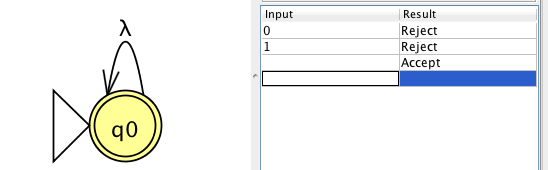 λ
q0
Input Result
0 Reject
1 Reject
Accept